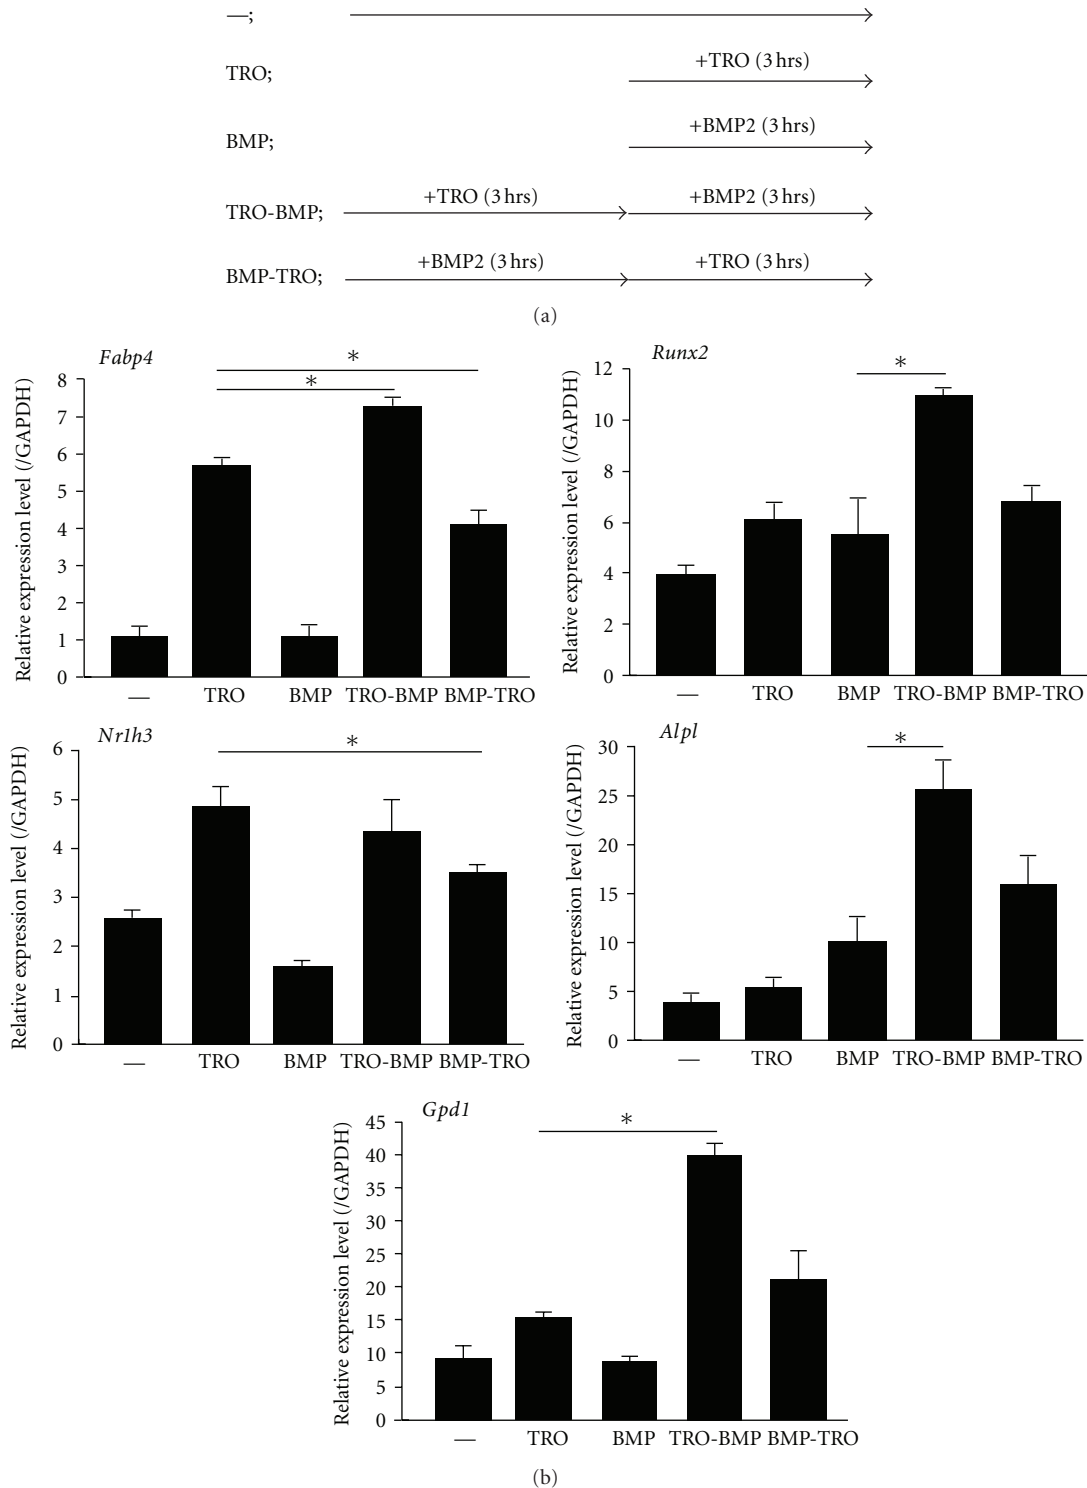 —;
TRO; +TRO (3 hrs)
BMP; +BMP2 (3 hrs)
TRO-BMP; +TRO (3 hrs) +BMP2 (3 hrs)
BMP-TRO; +BMP2 (3 hrs) +TRO (3 hrs)
(a)
Fabp4
*
*
Relative expression level (/GAPDH)
8
7
6
5
4
3
2
1
0
— TRO BMP TRO-BMP BMP-TRO
Runx2
*
Relative expression level (/GAPDH)
12
10
8
6
4
2
0
— TRO BMP TRO-BMP BMP-TRO
Nr1h3
*
Relative expression level (/GAPDH)
6
5
4
3
2
1
0
— TRO BMP TRO-BMP BMP-TRO
Alpl
*
Relative expression level (/GAPDH)
30
25
20
15
10
5
0
— TRO BMP TRO-BMP BMP-TRO
Gpd1
*
Relative expression level (/GAPDH)
45
40
35
30
25
20
15
10
5
0
— TRO BMP TRO-BMP BMP-TRO
(b)